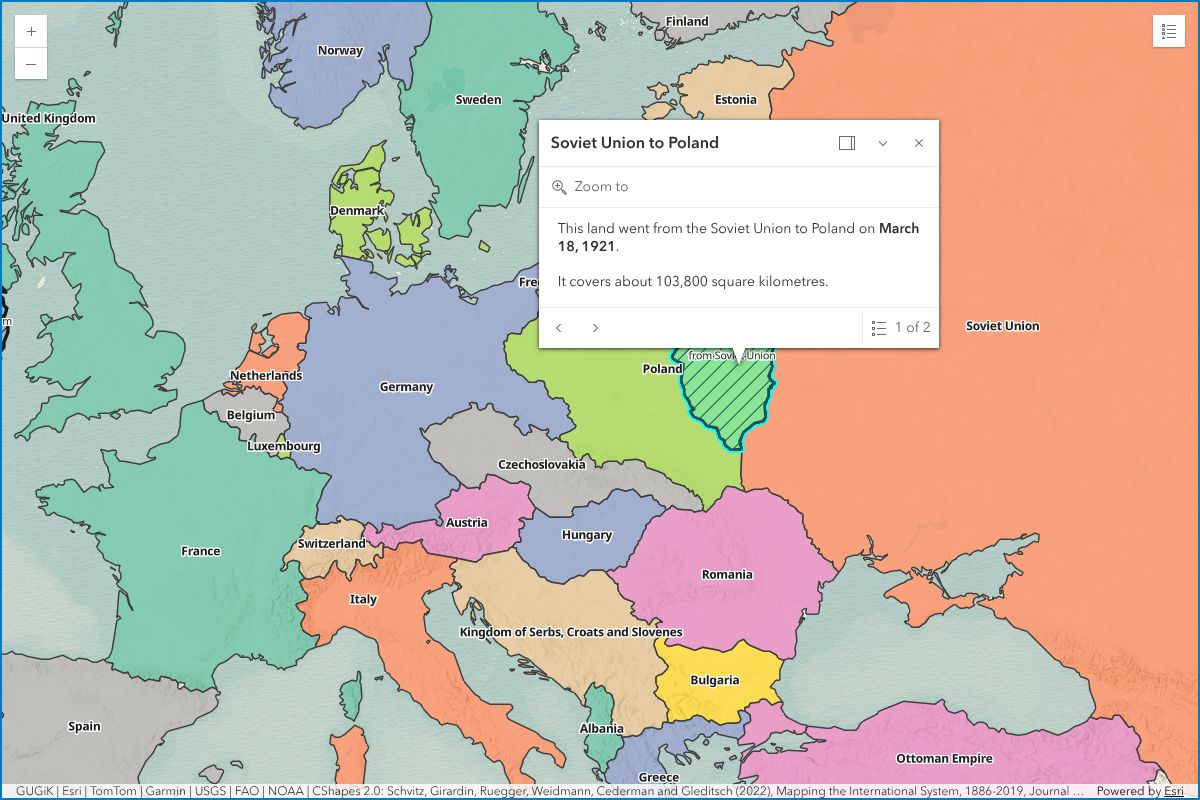 +
−
Finland
Norway
Sweden
Estonia
United Kingdom
Soviet Union to Poland
Zoom to
Denmark
This land went from the Soviet Union to Poland on March
18, 1921.
It covers about 103,800 square kilometres.
Fre
m
1 of 2
Soviet Union
from Soviet Union
Poland
Netherlands
Germany
Belgium
Luxembourg
Czechoslovakia
Austria
Hungary
Switzerland
France
Romania
Italy
Kingdom of Serbs, Croats and Slovenes
Bulgaria
Spain
Albania
Ottoman Empire
Greece
GUGiK | Esri | TomTom | Garmin | USGS | FAO | NOAA | CShapes 2.0: Schvitz, Girardin, Ruegger, Weidmann, Cederman and Gleditsch (2022), Mapping the International System, 1886-2019, Journal ... Powered by Esri